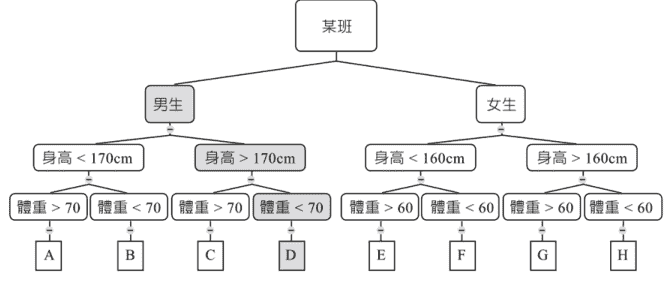 某班
男生 女生
身高 < 170cm 身高 > 170cm 身高 < 160cm 身高 > 160cm
體重 > 70 體重 < 70 體重 > 70 體重 < 70 體重 > 60 體重 < 60 體重 > 60 體重 < 60
A B C D E F G H